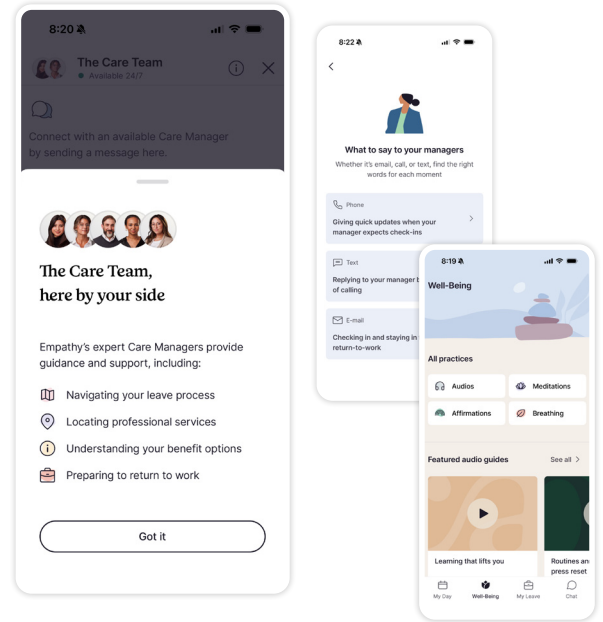 8:20
The Care Team
Available 24/7
Connect with an available Care Manager
by sending a message here.
The Care Team,
here by your side
Empathy's expert Care Managers provide
guidance and support, including:
Navigating your leave process
Locating professional services
Understanding your benefit options
Preparing to return to work
Got it
8:22
What to say to your managers
Whether it's email, call, or text, find the right
words for each moment
Phone
Giving quick updates when your
manager expects check-ins
Text
Replying to your manager
of calling
E-mail
Checking in and staying in
return-to-work
8:19
Well-Being
All practices
Audios
Meditations
Affirmations
Breathing
Featured audio guides
See all
Learning that lifts you
Routines
press reset
My Day
Well-Being
My Leave
Chat